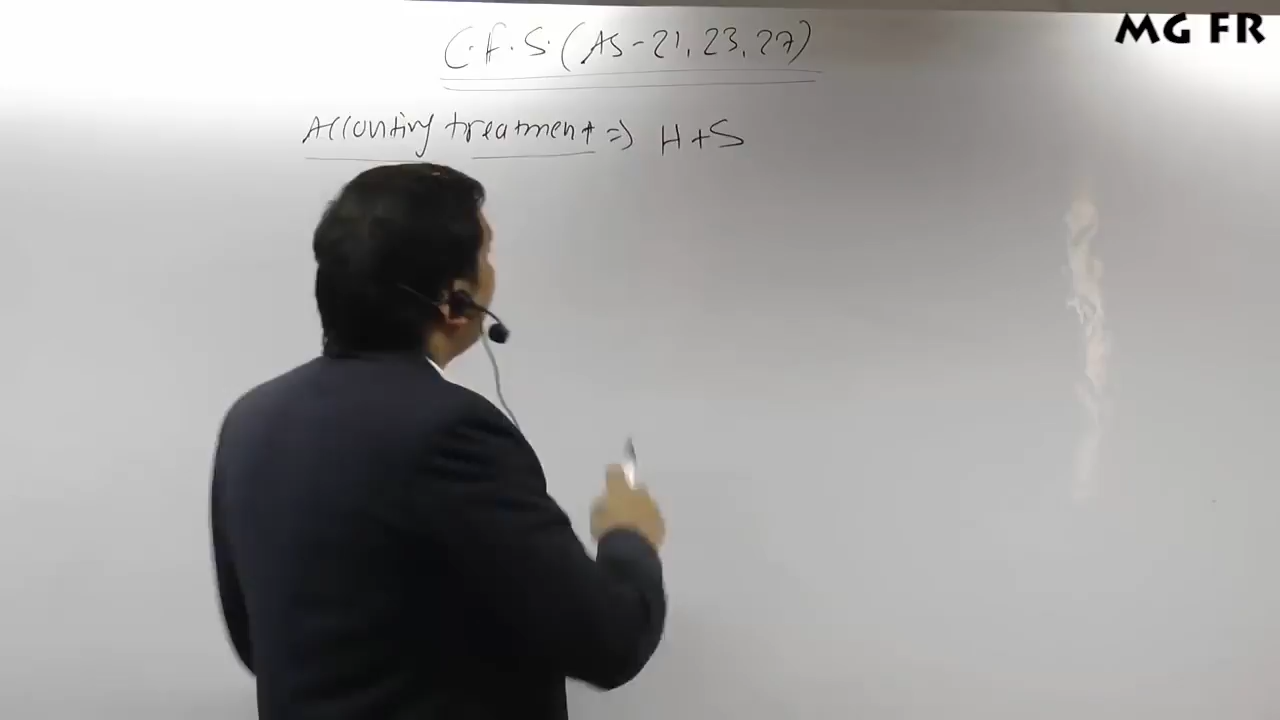 MG FR
C.F.S. (AS-21, 23, 27)
Accounting treatment => H+S